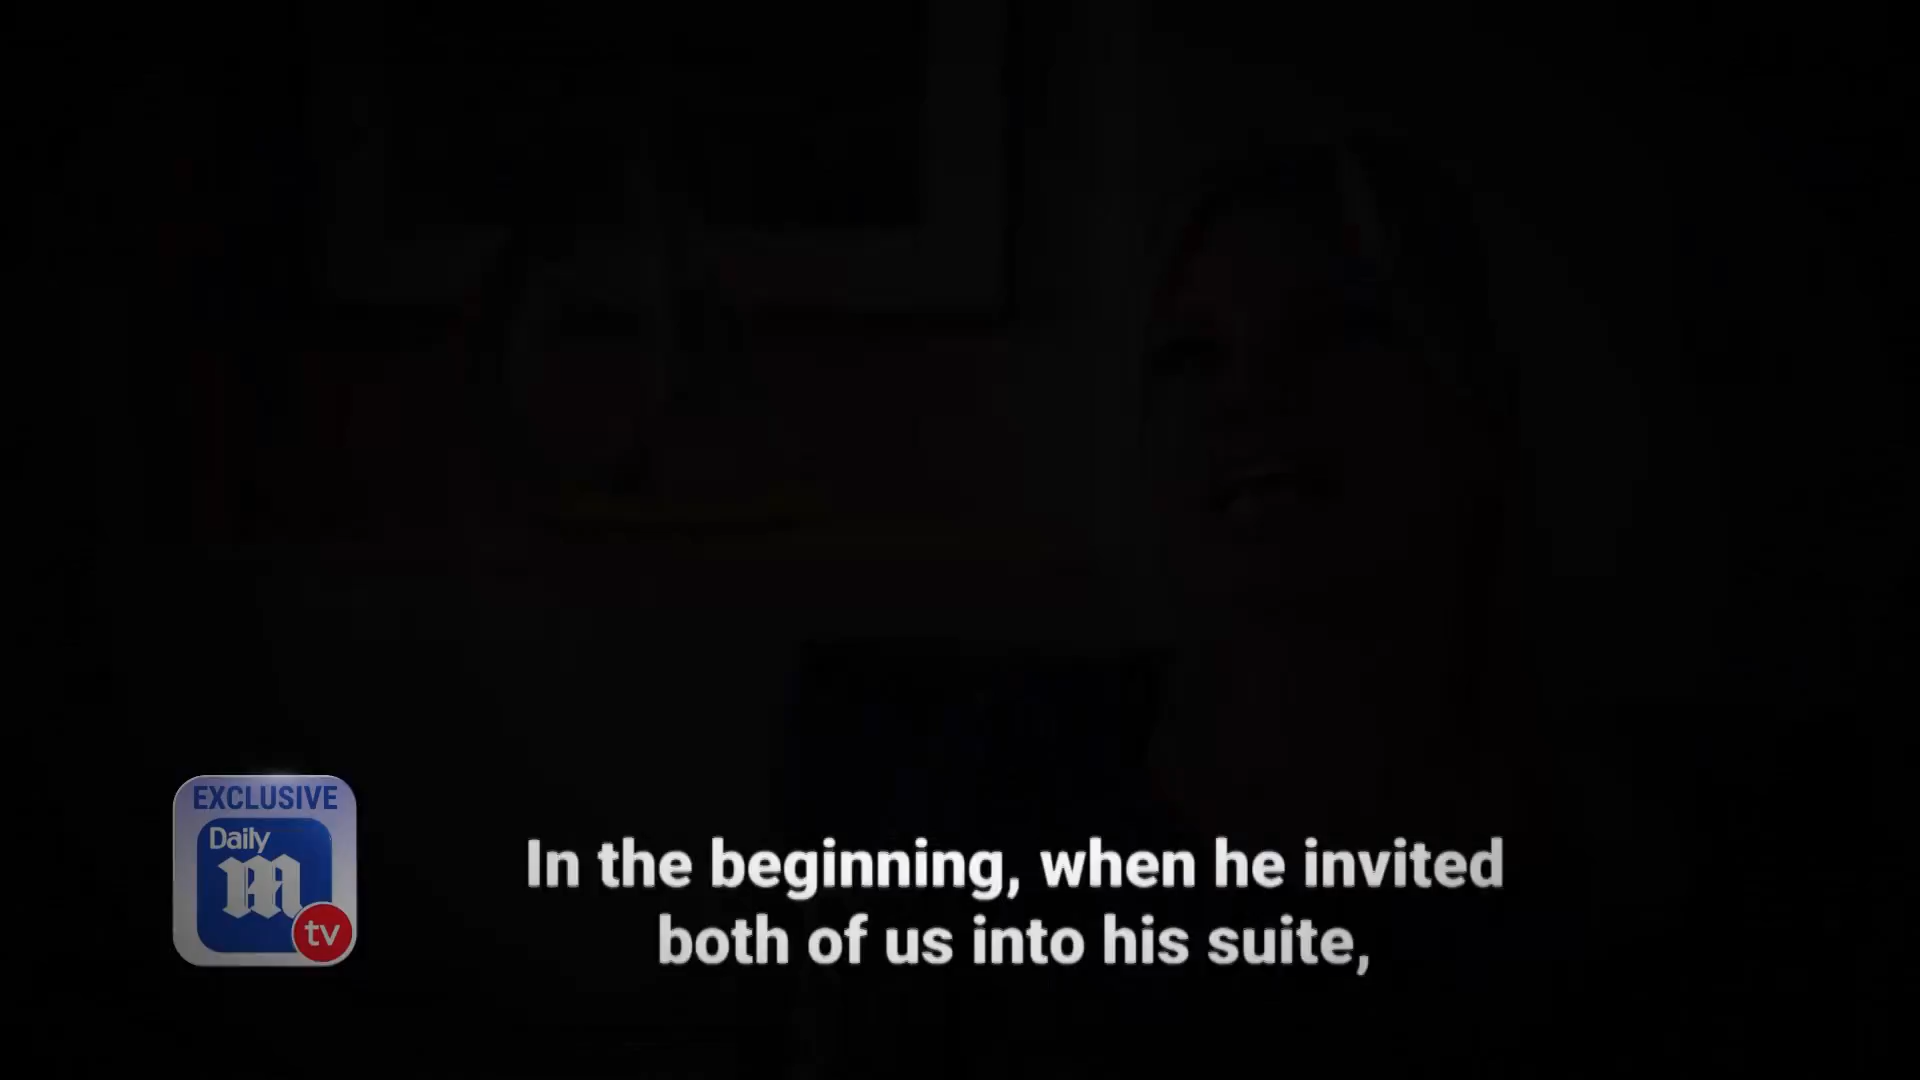 EXCLUSIVE
Daily
M
tv
In the beginning, when he invited
both of us into his suite,